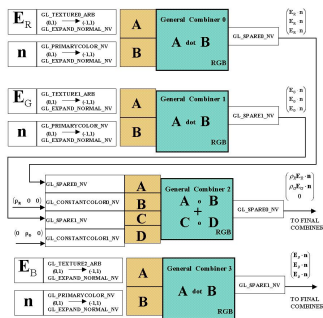 E_R
GL_TEXTURE0_ARB
(0,1) → (-1,1)
GL_EXPAND_NORMAL_NV
A
General Combiner 0
A dot B
RGB
GL_SPARE0_NV
n
GL_PRIMARYCOLOR_NV
(0,1) → (-1,1)
GL_EXPAND_NORMAL_NV
B
E_G
GL_TEXTURE1_ARB
(0,1) → (-1,1)
GL_EXPAND_NORMAL_NV
A
General Combiner 1
A dot B
RGB
GL_SPARE1_NV
n
GL_PRIMARYCOLOR_NV
(0,1) → (-1,1)
GL_EXPAND_NORMAL_NV
B
GL_SPARE0_NV
A
General Combiner 2
GL_CONSTANTCOLOR0_NV
B
A ∘ B
+
C ∘ D
RGB
GL_SPARE0_NV
GL_SPARE1_NV
C
GL_CONSTANTCOLOR1_NV
D
TO FINAL
COMBINER
E_B
GL_TEXTURE2_ARB
(0,1) → (-1,1)
GL_EXPAND_NORMAL_NV
A
General Combiner 3
A dot B
RGB
GL_SPARE1_NV
n
GL_PRIMARYCOLOR_NV
(0,1) → (-1,1)
GL_EXPAND_NORMAL_NV
B
TO FINAL
COMBINER